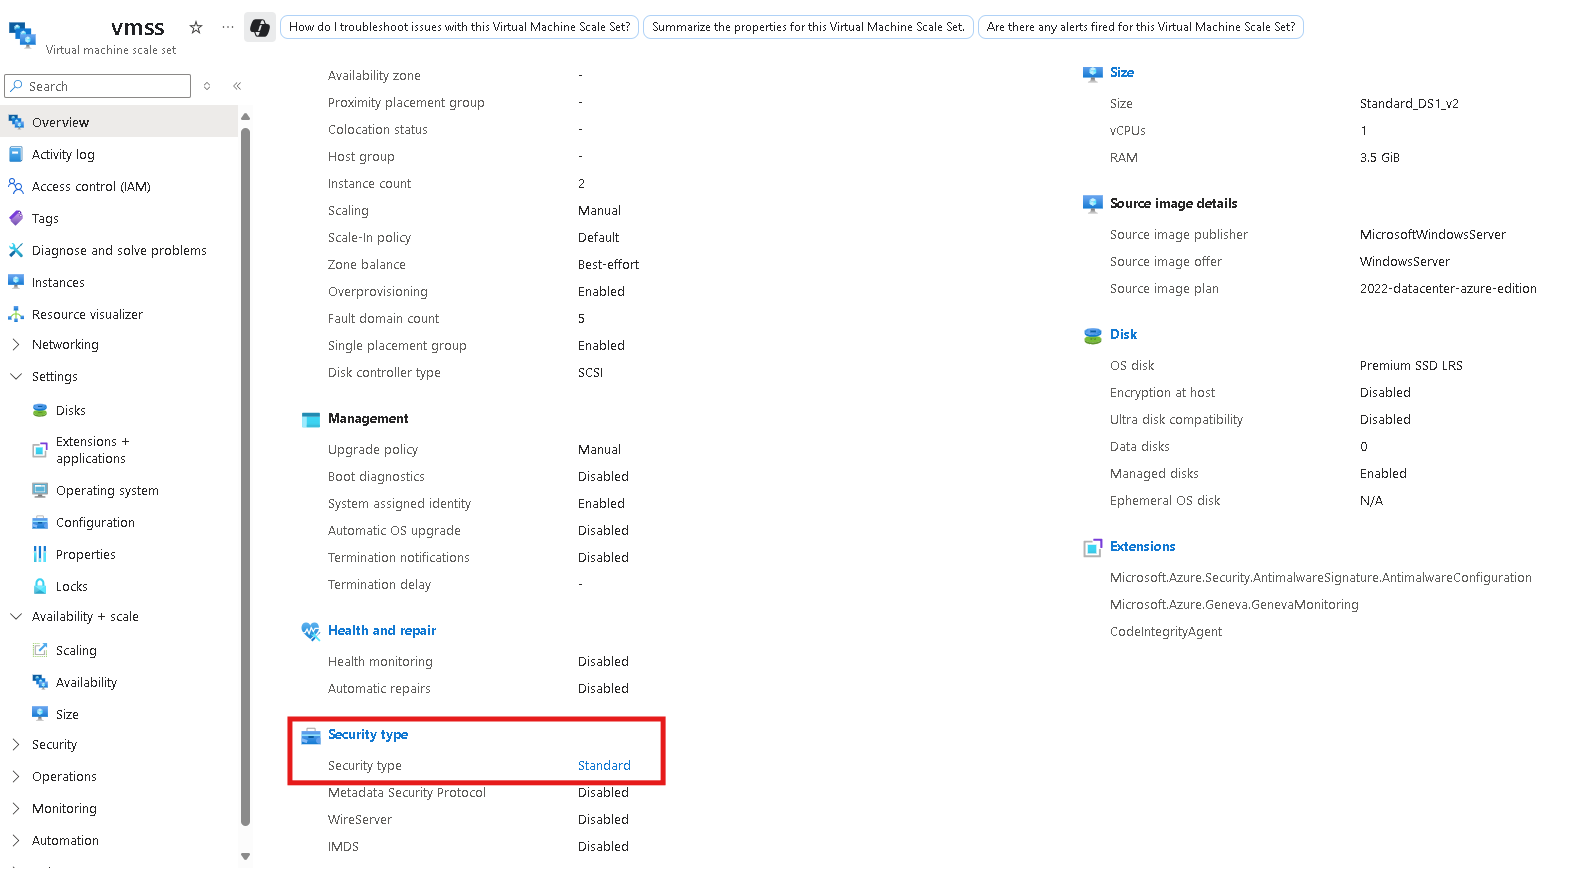 vmss
Virtual machine scale set
How do I troubleshoot issues with this Virtual Machine Scale Set?
Summarize the properties for this Virtual Machine Scale Set.
Are there any alerts fired for this Virtual Machine Scale Set?
Search
Overview
Activity log
Access control (IAM)
Tags
Diagnose and solve problems
Instances
Resource visualizer
Networking
Settings
Disks
Extensions +
applications
Operating system
Configuration
Properties
Locks
Availability + scale
Scaling
Availability
Size
Security
Operations
Monitoring
Automation
Availability zone -
Proximity placement group -
Colocation status -
Host group -
Instance count 2
Scaling Manual
Scale-In policy Default
Zone balance Best-effort
Overprovisioning Enabled
Fault domain count 5
Single placement group Enabled
Disk controller type SCSI
Management
Upgrade policy Manual
Boot diagnostics Disabled
System assigned identity Enabled
Automatic OS upgrade Disabled
Termination notifications Disabled
Termination delay -
Health and repair
Health monitoring Disabled
Automatic repairs Disabled
Security type
Security type Standard
Metadata Security Protocol Disabled
WireServer Disabled
IMDS Disabled
Size
Size Standard_DS1_v2
vCPUs 1
RAM 3.5 GiB
Source image details
Source image publisher MicrosoftWindowsServer
Source image offer WindowsServer
Source image plan 2022-datacenter-azure-edition
Disk
OS disk Premium SSD LRS
Encryption at host Disabled
Ultra disk compatibility Disabled
Data disks 0
Managed disks Enabled
Ephemeral OS disk N/A
Extensions
Microsoft.Azure.Security.AntimalwareSignature.AntimalwareConfiguration
Microsoft.Azure.Geneva.GenevaMonitoring
CodeIntegrityAgent